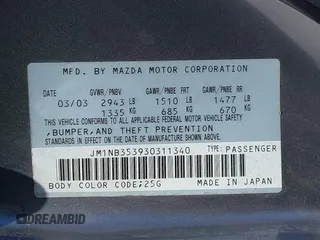 MFD. BY MAZDA MOTOR CORPORATION
DATE GVWR/PNBV GAWR/PNBE FRT GAWR/PNBE RR
03/03 2943 LB 1510 LB 1477 LB
1335 KG 685 KG 670 KG
THIS VEHICLE CONFORMS TO ALL APPLICABLE FEDERAL MOTOR VEHICLE SAFETY
, BUMPER, AND THEFT PREVENTION
STANDARDS IN EFFECT ON THE DATE OF MANUFACTURE SHOWN ABOVE.
JM1NB353930311340 TYPE: PASSENGER
BODY COLOR CODE;25G MADE IN JAPAN
DREAMBID